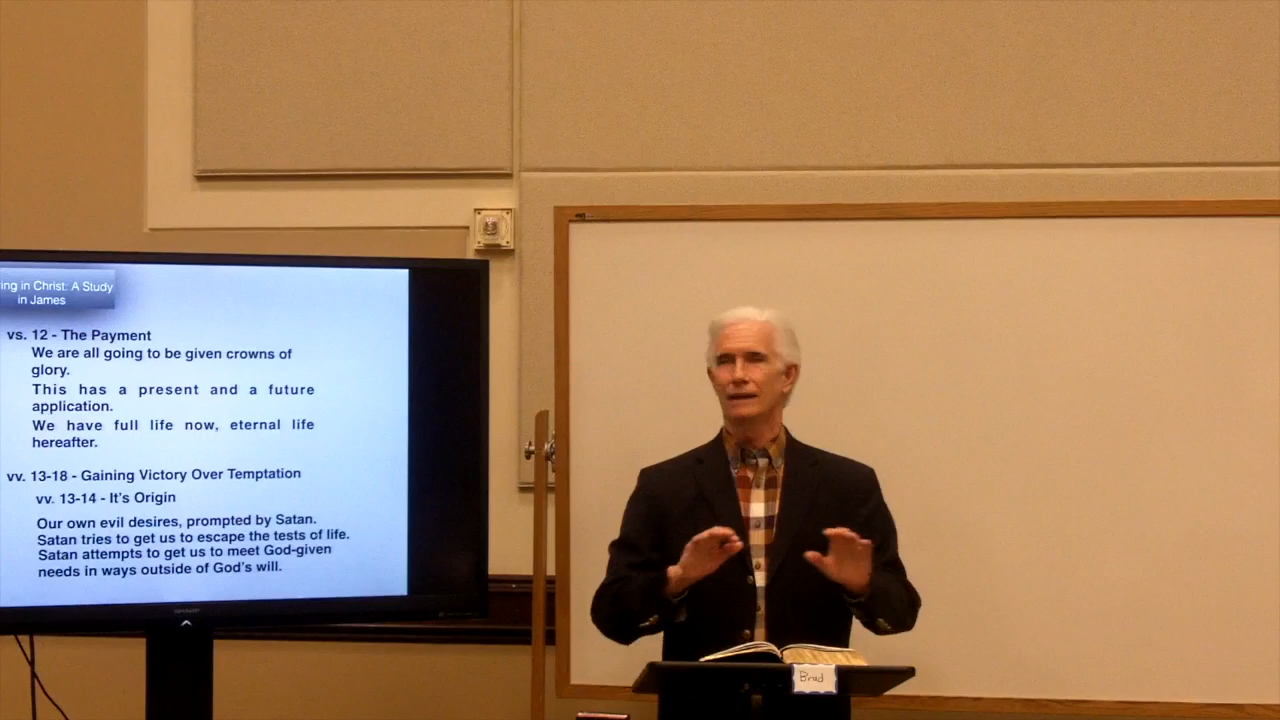 ing in Christ: A Study
in James
vs. 12 - The Payment
We are all going to be given crowns of
glory.
This has a present and a future
application.
We have full life now, eternal life
hereafter.
vv. 13-18 - Gaining Victory Over Temptation
vv. 13-14 - It's Origin
Our own evil desires, prompted by Satan.
Satan tries to get us to escape the tests of life.
Satan attempts to get us to meet God-given
needs in ways outside of God's will.
SHARP
Brad